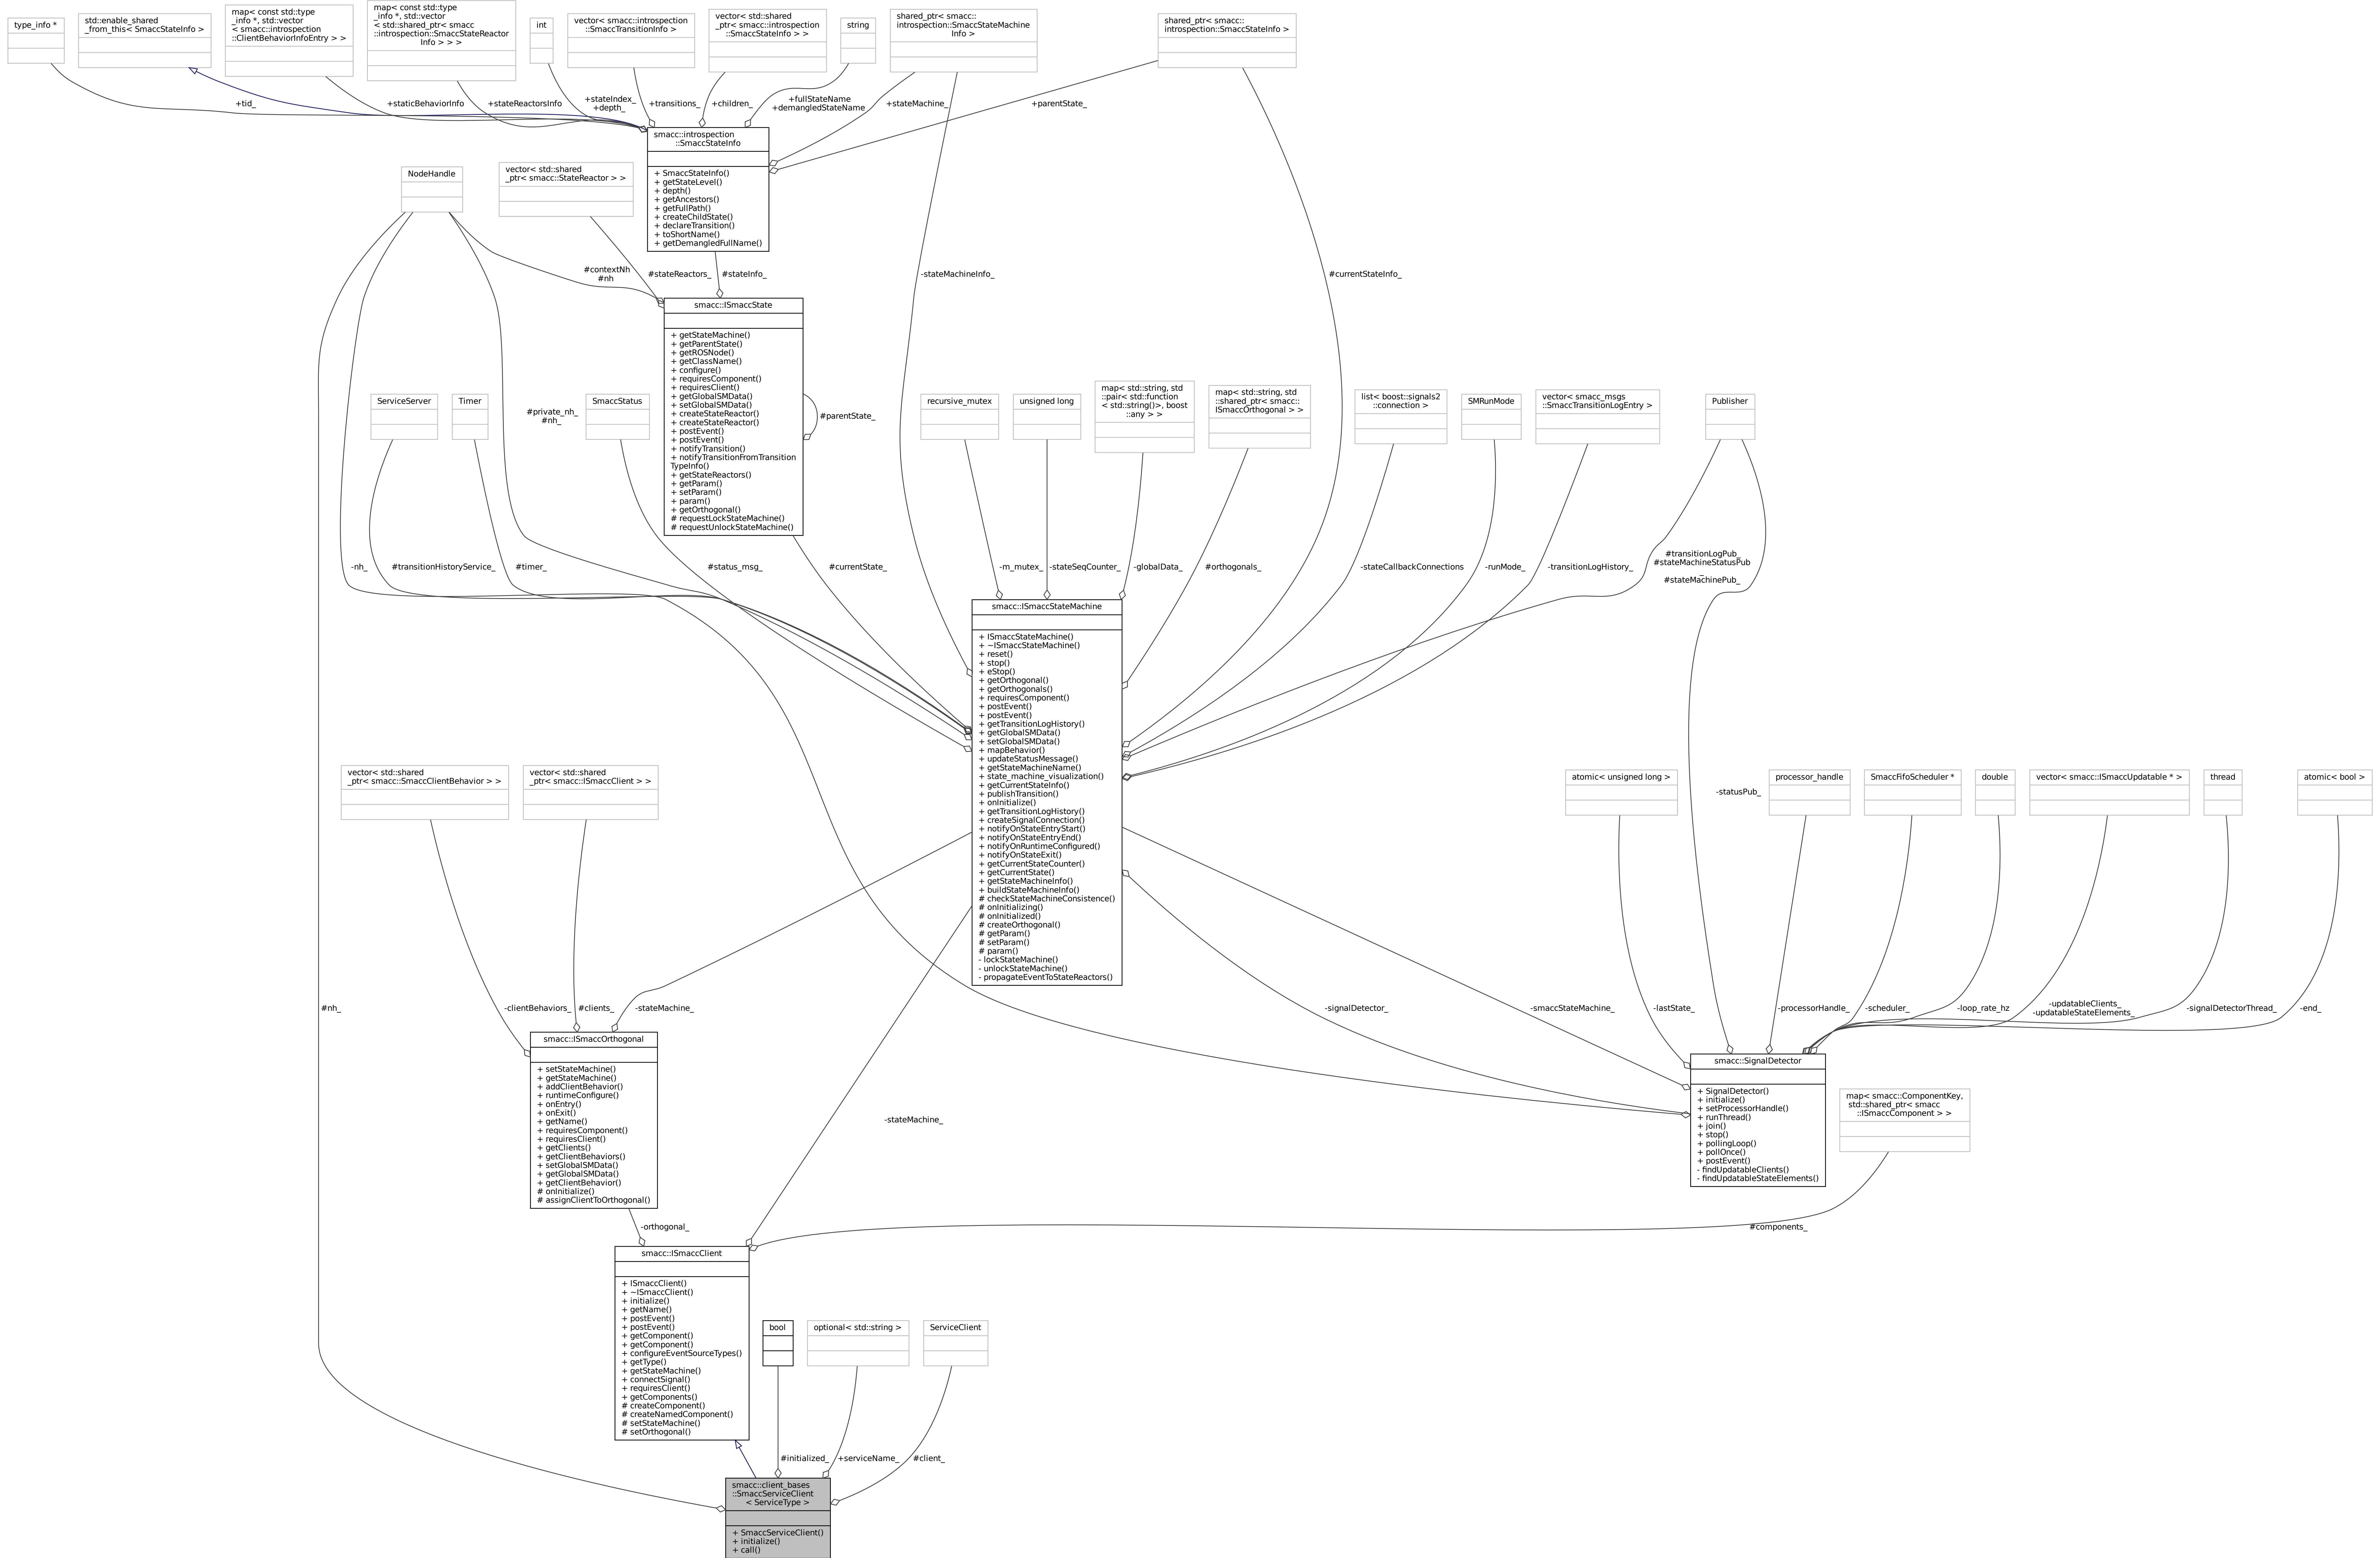 type_info *
std::enable_shared
_from_this< SmaccStateInfo >
map< const std::type
_info *, std::vector
< smacc::introspection
::ClientBehaviorInfoEntry > >
map< const std::type
_info *, std::vector
< std::shared_ptr< smacc
::introspection::SmaccStateReactor
Info > > >
int
vector< smacc::introspection
::SmaccTransitionInfo >
vector< std::shared
_ptr< smacc::introspection
::SmaccStateInfo > >
string
shared_ptr< smacc::
introspection::SmaccStateMachine
Info >
shared_ptr< smacc::
introspection::SmaccStateInfo >
+tid_
+staticBehaviorInfo
+stateReactorsInfo
+stateIndex_
+depth_
+transitions_
+children_
+fullStateName
+demangledStateName
+stateMachine_
+parentState_
smacc::introspection
::SmaccStateInfo
+ SmaccStateInfo()
+ getStateLevel()
+ depth()
+ getAncestors()
+ getFullPath()
+ createChildState()
+ declareTransition()
+ toShortName()
+ getDemangledFullName()
NodeHandle
vector< std::shared
_ptr< smacc::StateReactor > >
#contextNh
#nh
#stateReactors_
#stateInfo_
-stateMachineInfo_
#currentStateInfo_
smacc::ISmaccState
+ getStateMachine()
+ getParentState()
+ getROSNode()
+ getClassName()
+ configure()
+ requiresComponent()
+ requiresClient()
+ getGlobalSMData()
+ setGlobalSMData()
+ createStateReactor()
+ createStateReactor()
+ postEvent()
+ postEvent()
+ notifyTransition()
+ notifyTransitionFromTransition
TypeInfo()
+ getStateReactors()
+ getParam()
+ setParam()
+ param()
+ getOrthogonal()
# requestLockStateMachine()
# requestUnlockStateMachine()
#parentState_
ServiceServer
Timer
#private_nh_
#nh_
SmaccStatus
recursive_mutex
unsigned long
map< std::string, std
::pair< std::function
< std::string()>, boost
::any > >
map< std::string, std
::shared_ptr< smacc::
ISmaccOrthogonal > >
list< boost::signals2
::connection >
SMRunMode
vector< smacc_msgs
::SmaccTransitionLogEntry >
Publisher
-nh_
#transitionHistoryService_
#timer_
#status_msg_
#currentState_
-m_mutex_
-stateSeqCounter_
-globalData_
#orthogonals_
-stateCallbackConnections
-runMode_
-transitionLogHistory_
#transitionLogPub_
#stateMachineStatusPub
_
#stateMachinePub_
smacc::ISmaccStateMachine
+ ISmaccStateMachine()
+ ~ISmaccStateMachine()
+ reset()
+ stop()
+ eStop()
+ getOrthogonal()
+ getOrthogonals()
+ requiresComponent()
+ postEvent()
+ postEvent()
+ getTransitionLogHistory()
+ getGlobalSMData()
+ setGlobalSMData()
+ mapBehavior()
+ updateStatusMessage()
+ getStateMachineName()
+ state_machine_visualization()
+ getCurrentStateInfo()
+ publishTransition()
+ onInitialize()
+ getTransitionLogHistory()
+ createSignalConnection()
+ notifyOnStateEntryStart()
+ notifyOnStateEntryEnd()
+ notifyOnRuntimeConfigured()
+ notifyOnStateExit()
+ getCurrentStateCounter()
+ getCurrentState()
+ getStateMachineInfo()
+ buildStateMachineInfo()
# checkStateMachineConsistence()
# onInitializing()
# onInitialized()
# createOrthogonal()
# getParam()
# setParam()
# param()
- lockStateMachine()
- unlockStateMachine()
- propagateEventToStateReactors()
vector< std::shared
_ptr< smacc::SmaccClientBehavior > >
vector< std::shared
_ptr< smacc::ISmaccClient > >
atomic< unsigned long >
-statusPub_
processor_handle
SmaccFifoScheduler *
double
vector< smacc::ISmaccUpdatable * >
thread
atomic< bool >
#nh_
-clientBehaviors_
#clients_
-stateMachine_
-signalDetector_
-smaccStateMachine_
-lastState_
-processorHandle_
-scheduler_
-loop_rate_hz
-updatableClients_
-updatableStateElements_
-signalDetectorThread_
-end_
smacc::ISmaccOrthogonal
+ setStateMachine()
+ getStateMachine()
+ addClientBehavior()
+ runtimeConfigure()
+ onEntry()
+ onExit()
+ getName()
+ requiresComponent()
+ requiresClient()
+ getClients()
+ getClientBehaviors()
+ setGlobalSMData()
+ getGlobalSMData()
+ getClientBehavior()
# onInitialize()
# assignClientToOrthogonal()
-stateMachine_
smacc::SignalDetector
+ SignalDetector()
+ initialize()
+ setProcessorHandle()
+ runThread()
+ join()
+ stop()
+ pollingLoop()
+ pollOnce()
+ postEvent()
- findUpdatableClients()
- findUpdatableStateElements()
map< smacc::ComponentKey,
std::shared_ptr< smacc
::ISmaccComponent > >
-orthogonal_
#components_
smacc::ISmaccClient
+ ISmaccClient()
+ ~ISmaccClient()
+ initialize()
+ getName()
+ postEvent()
+ postEvent()
+ getComponent()
+ getComponent()
+ configureEventSourceTypes()
+ getType()
+ getStateMachine()
+ connectSignal()
+ requiresClient()
+ getComponents()
# createComponent()
# createNamedComponent()
# setStateMachine()
# setOrthogonal()
bool
optional< std::string >
ServiceClient
#initialized_
+serviceName_
#client_
smacc::client_bases
::SmaccServiceClient
< ServiceType >
+ SmaccServiceClient()
+ initialize()
+ call()